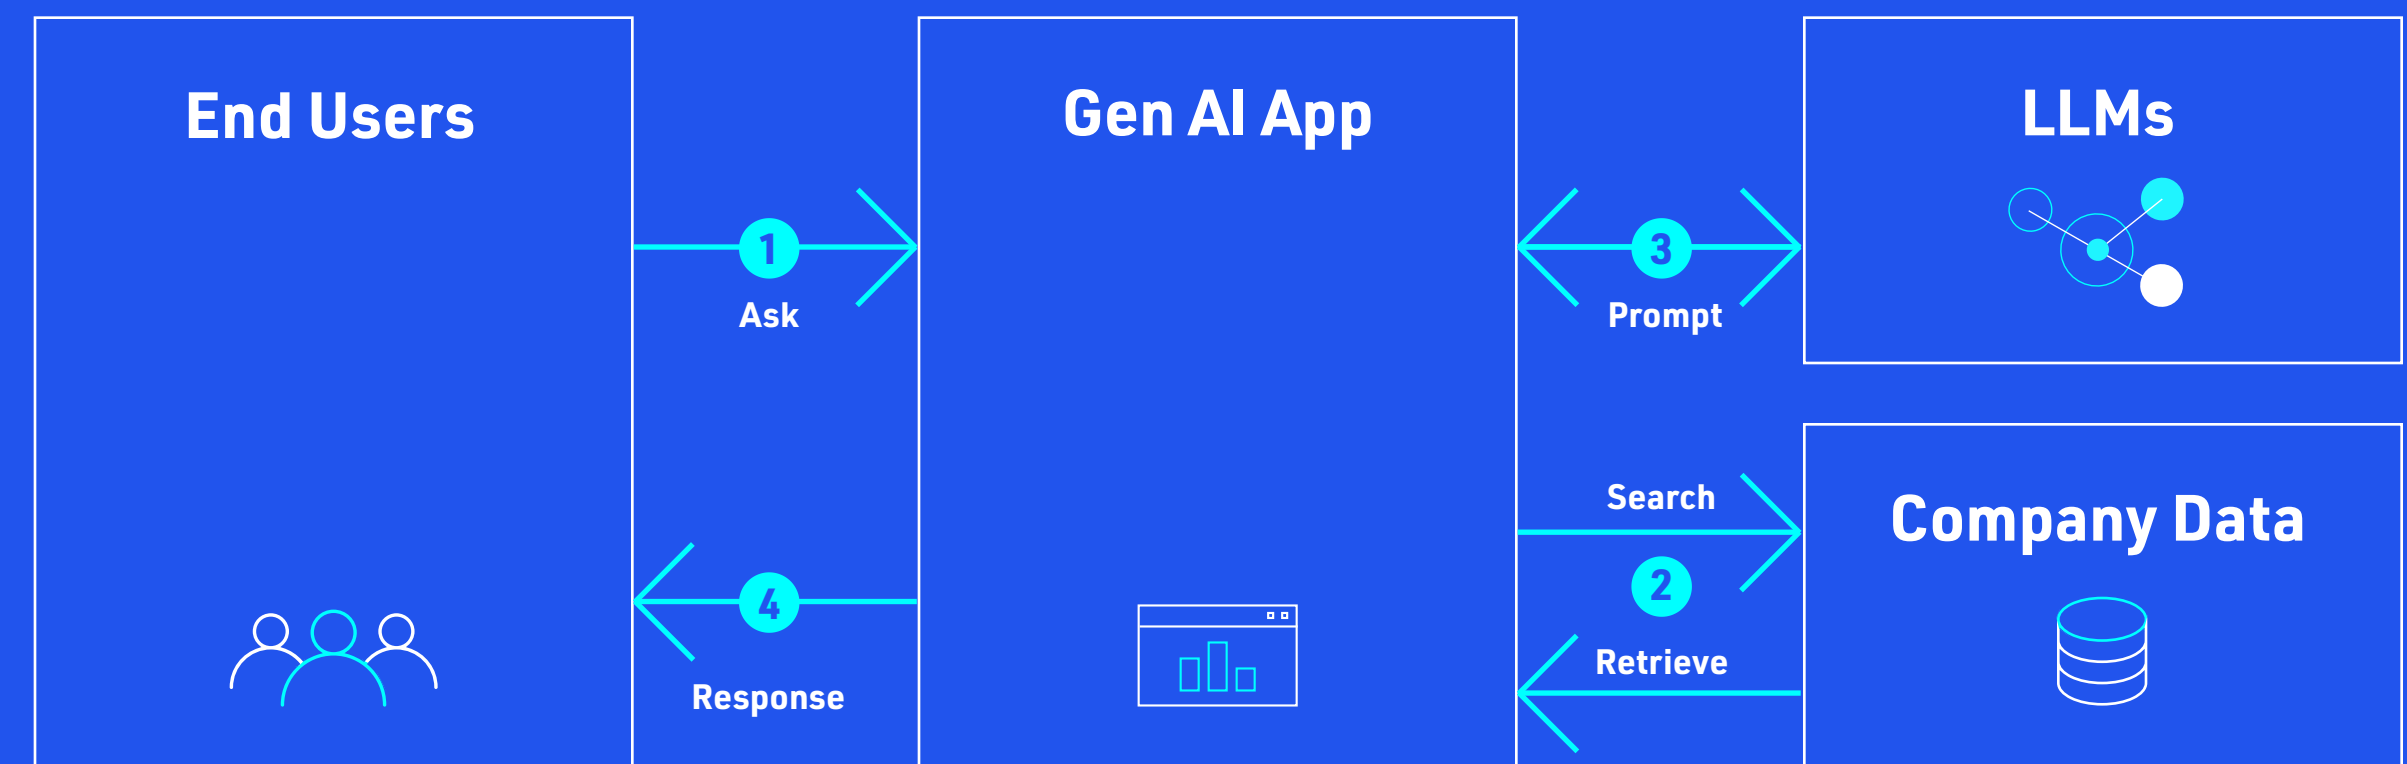 End Users
Gen AI App
LLMs
1
Ask
3
Prompt
Search
2
Retrieve
Company Data
4
Response